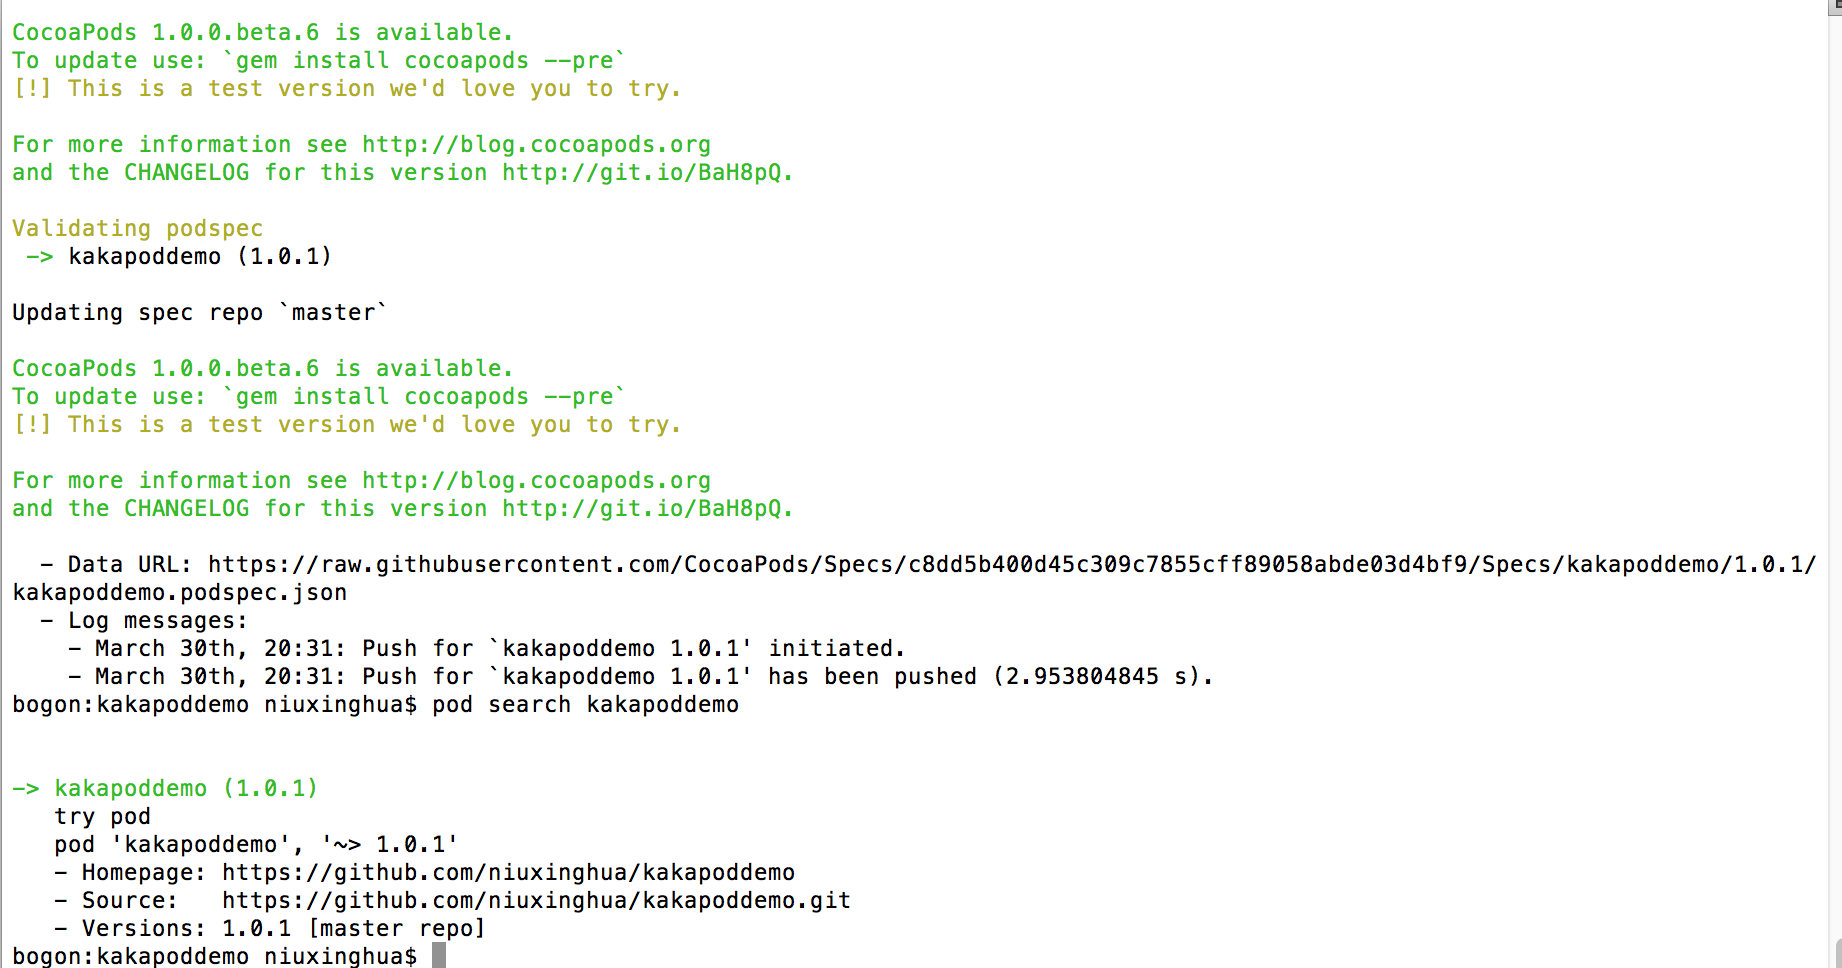 CocoaPods 1.0.0.beta.6 is available.
To update use: `gem install cocoapods --pre`
[!] This is a test version we'd love you to try.
For more information see http://blog.cocoapods.org
and the CHANGELOG for this version http://git.io/BaH8pQ.
Validating podspec
-> kakapoddemo (1.0.1)
Updating spec repo `master`
CocoaPods 1.0.0.beta.6 is available.
To update use: `gem install cocoapods --pre`
[!] This is a test version we'd love you to try.
For more information see http://blog.cocoapods.org
and the CHANGELOG for this version http://git.io/BaH8pQ.
- Data URL: https://raw.githubusercontent.com/CocoaPods/Specs/c8dd5b400d45c309c7855cff89058abde03d4bf9/Specs/kakapoddemo/1.0.1/
kakapoddemo.podspec.json
- Log messages:
- March 30th, 20:31: Push for `kakapoddemo 1.0.1' initiated.
- March 30th, 20:31: Push for `kakapoddemo 1.0.1' has been pushed (2.953804845 s).
bogon:kakapoddemo niuxinghua$ pod search kakapoddemo
-> kakapoddemo (1.0.1)
try pod
pod 'kakapoddemo', '~> 1.0.1'
- Homepage: https://github.com/niuxinghua/kakapoddemo
- Source:   https://github.com/niuxinghua/kakapoddemo.git
- Versions: 1.0.1 [master repo]
bogon:kakapoddemo niuxinghua$